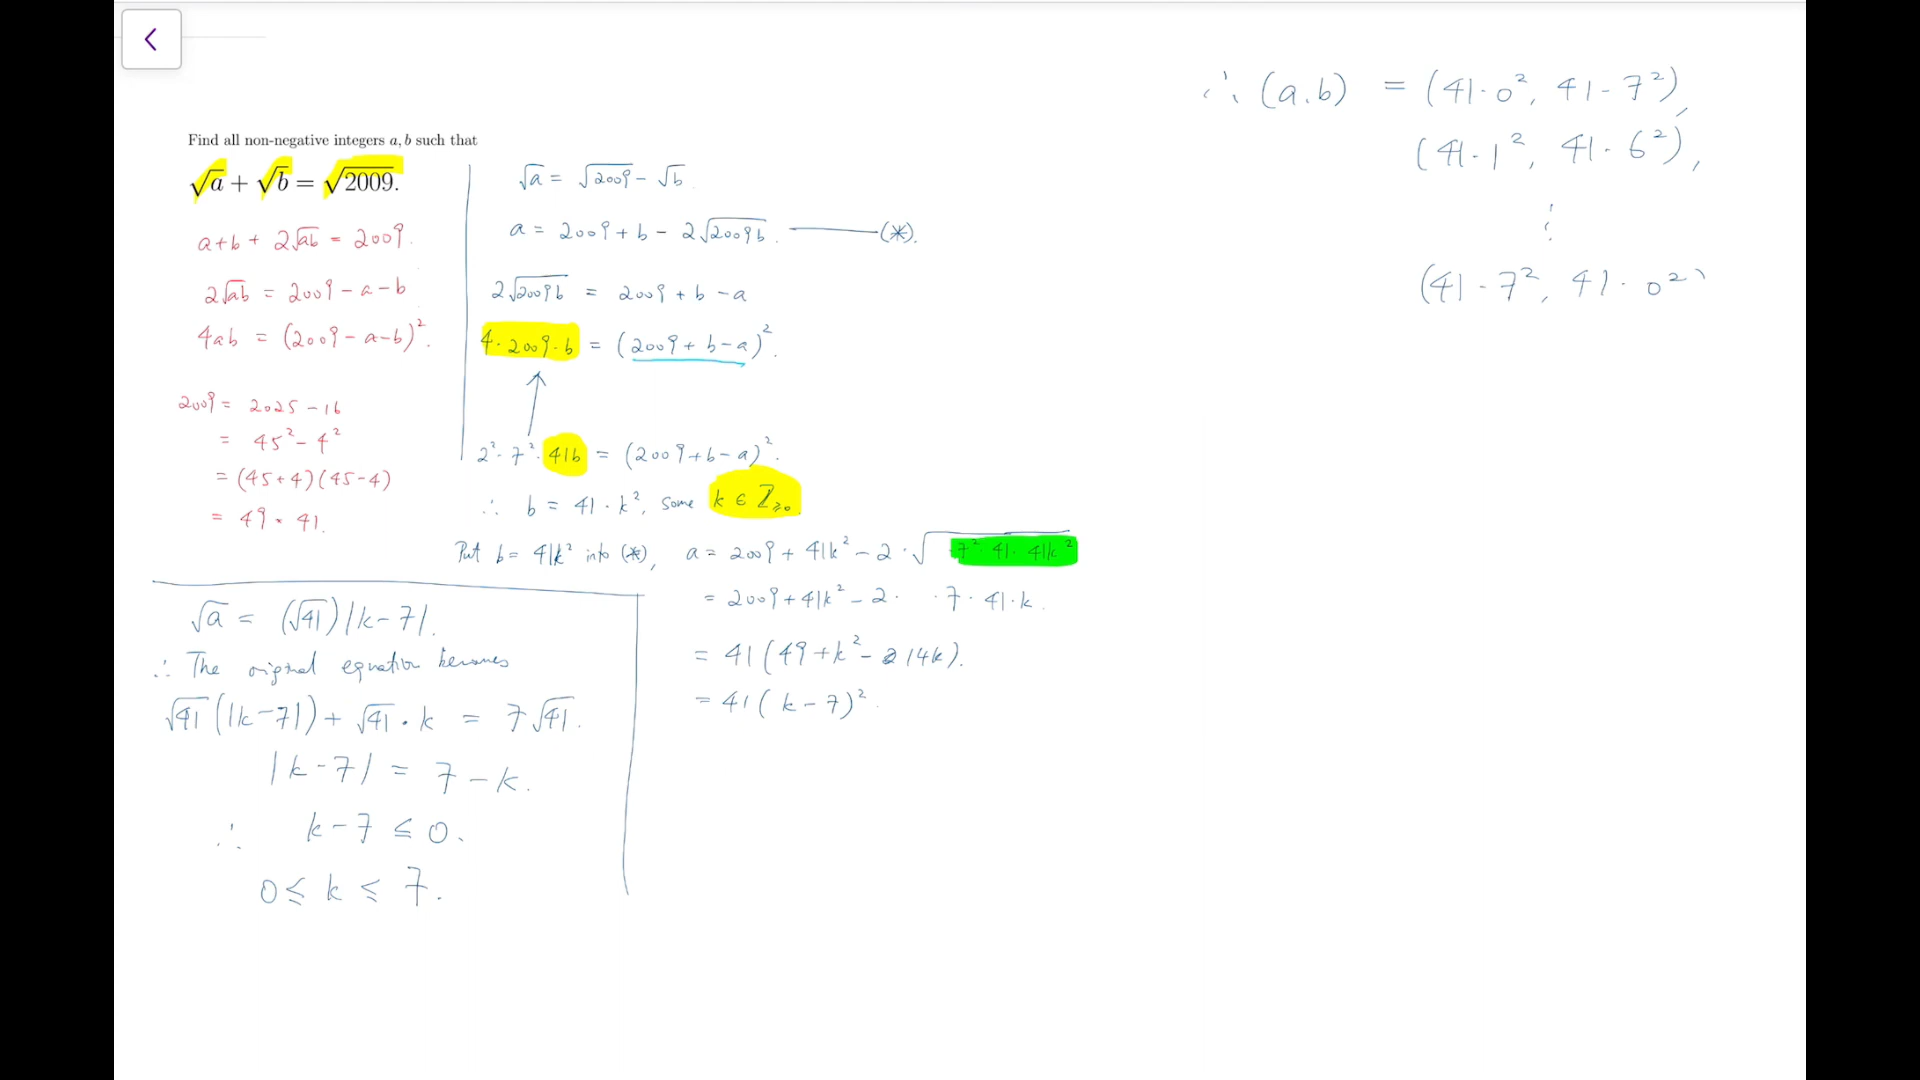 Find all non-negative integers a, b such that
√a + √b = √2009.
a+b + 2√ab = 2009.
2√ab = 2009 - a - b
4ab = (2009 - a - b)².
2009 = 2025 - 16
= 45² - 4²
= (45+4)(45-4)
= 49 × 41.
√a = √2009 - √b.
a = 2009 + b - 2√2009b. ——— (*).
2√2009b = 2009 + b - a
4·2009·b = (2009 + b - a)².
2²·7²·41b = (2009 + b - a)².
∴ b = 41·k², some k ∈ ℤ≥0.
Put b = 41k² into (*), a = 2009 + 41k² - 2·√7²·41·41k²
= 2009 + 41k² - 2· ·7·41·k.
= 41(49 + k² - 14k).
= 41(k - 7)².
√a = (√41)|k-7|.
∴ The original equation becomes
√41(|k-7|) + √41·k = 7√41.
|k-7| = 7 - k.
∴ k - 7 ≤ 0.
0 ≤ k ≤ 7.
∴ (a.b) = (41·0², 41·7²),
(41·1², 41·6²),
⋮
(41·7², 41·0²)